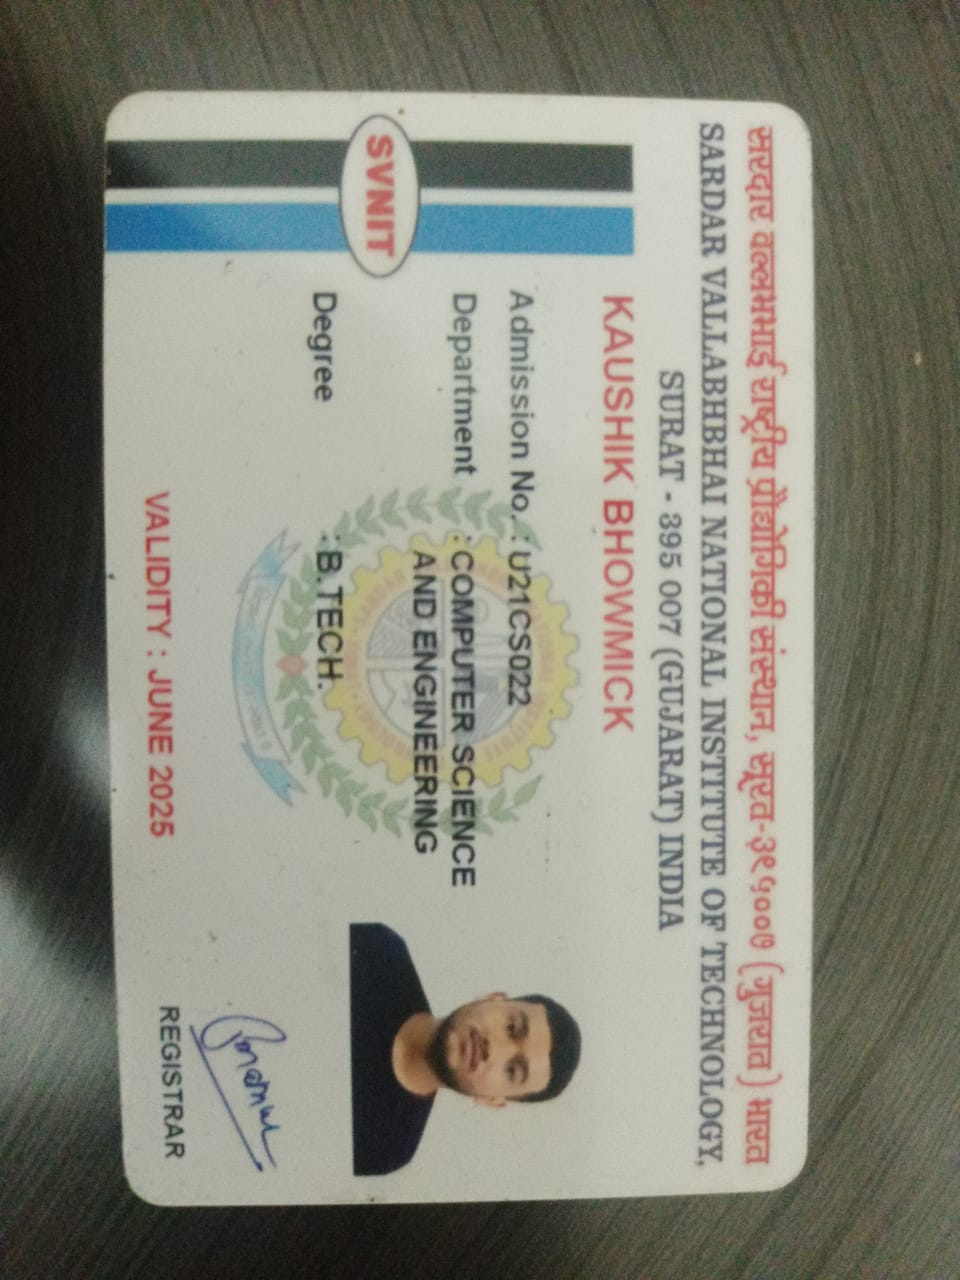 सरदार वल्लभभाई राष्ट्रीय प्रौद्योगिकी संस्थान, सूरत-३९५००७ (गुजरात) भारत
SARDAR VALLABHBHAI NATIONAL INSTITUTE OF TECHNOLOGY,
SURAT - 395 007 (GUJARAT) INDIA
KAUSHIK BHOWMICK
SVNIT
Admission No. : U21CS022
Department : COMPUTER SCIENCE
AND ENGINEERING
Degree : B.TECH.
VALIDITY : JUNE 2025
REGISTRAR